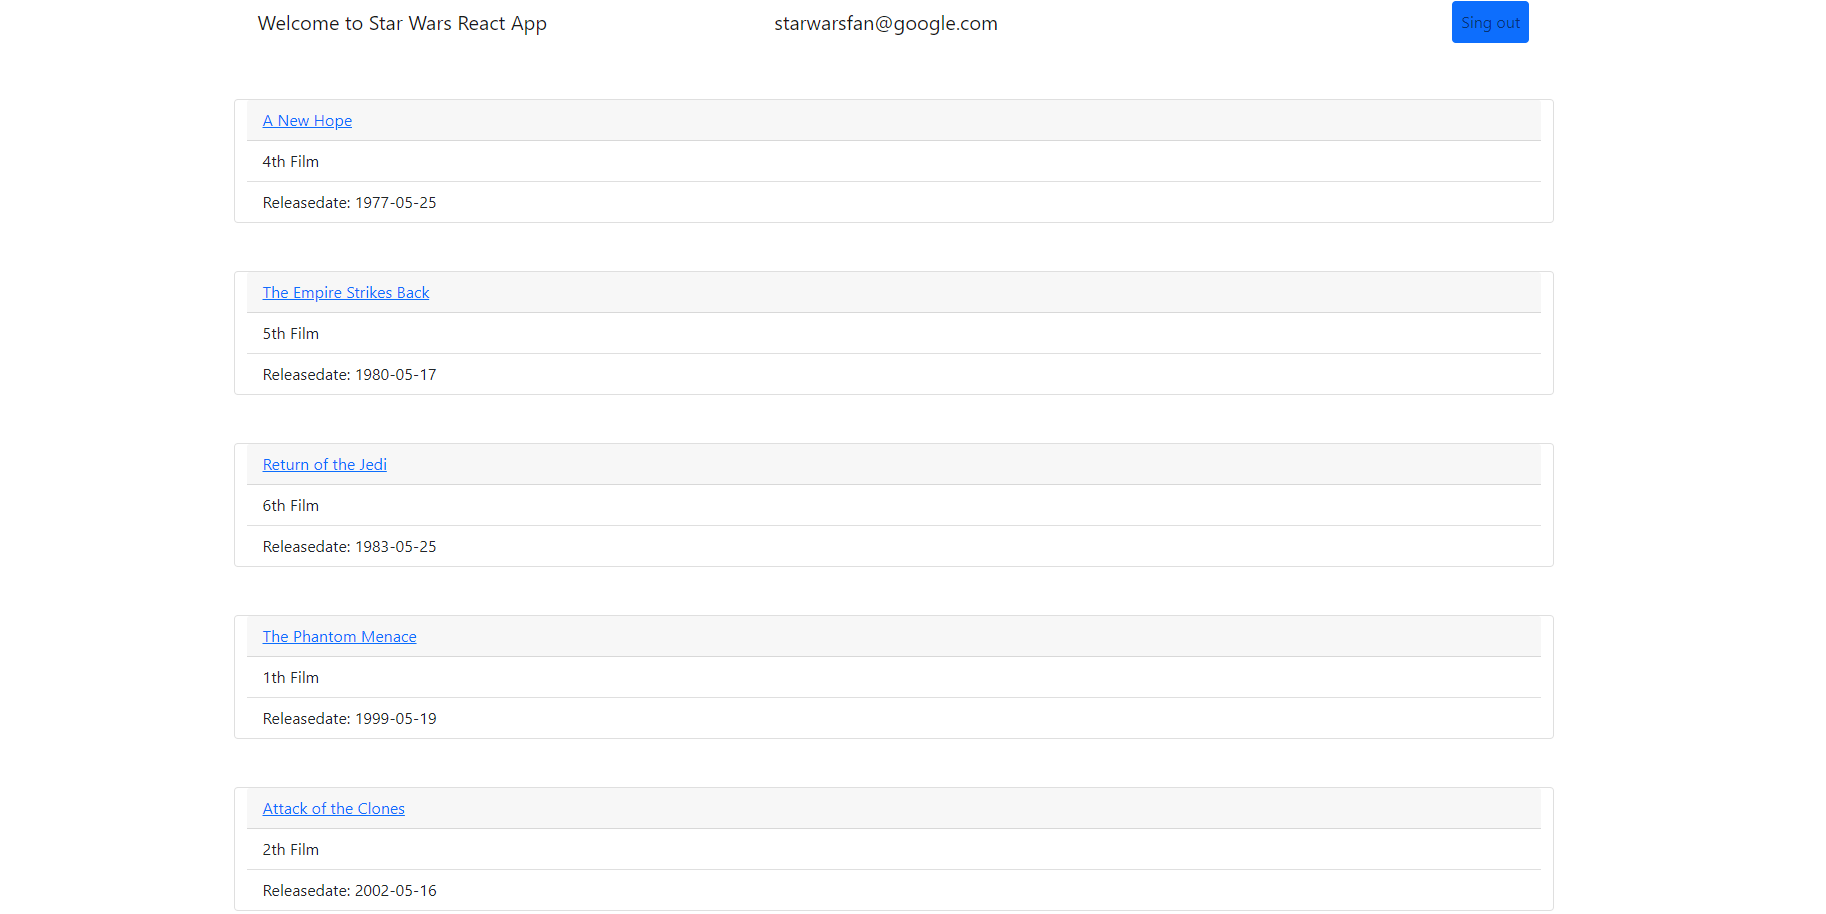 Welcome to Star Wars React App
starwarsfan@google.com
Sing out
A New Hope
4th Film
Releasedate: 1977-05-25
The Empire Strikes Back
5th Film
Releasedate: 1980-05-17
Return of the Jedi
6th Film
Releasedate: 1983-05-25
The Phantom Menace
1th Film
Releasedate: 1999-05-19
Attack of the Clones
2th Film
Releasedate: 2002-05-16